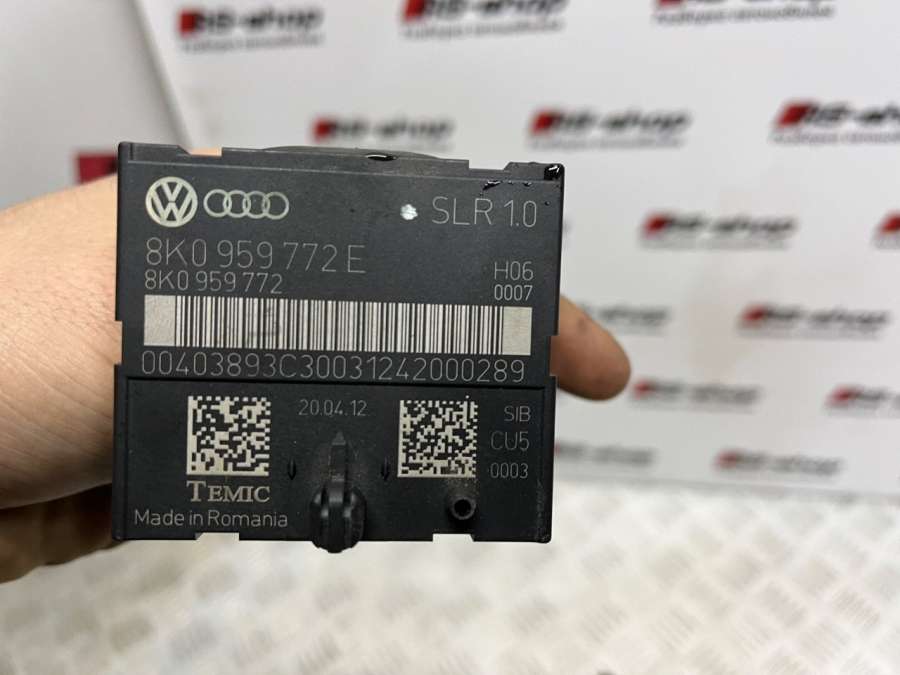 SLR 1.0
8K0 959 772 E
8K0 959 772
H06
0007
00403893C30031242000289
20.04.12
SIB
CU5
0003
TEMIC
Made in Romania